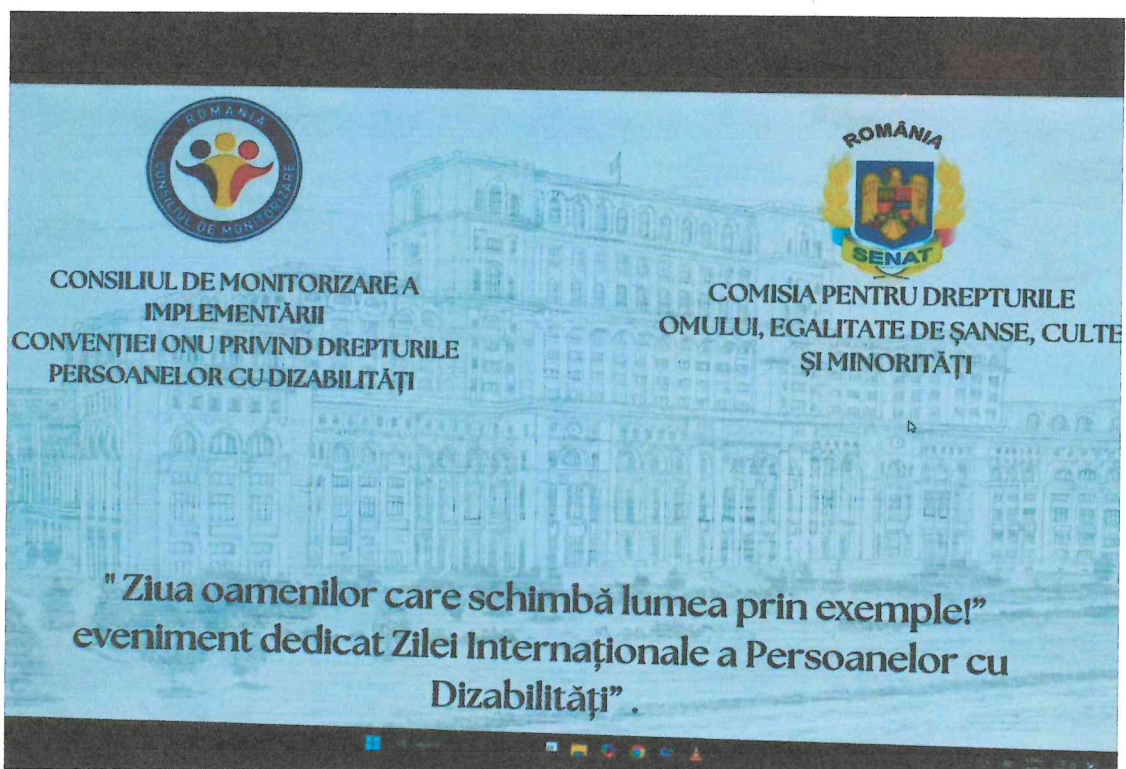 ROMANIA
CONSILIUL DE MONITORIZARE
CONSILIUL DE MONITORIZARE A
IMPLEMENTĂRII
CONVENȚIEI ONU PRIVIND DREPTURILE
PERSOANELOR CU DIZABILITĂȚI
ROMÂNIA
SENAT
COMISIA PENTRU DREPTURILE
OMULUI, EGALITATE DE ȘANSE, CULTE
ȘI MINORITĂȚI
" Ziua oamenilor care schimbă lumea prin exemple!”
eveniment dedicat Zilei Internaționale a Persoanelor cu
Dizabilități” .